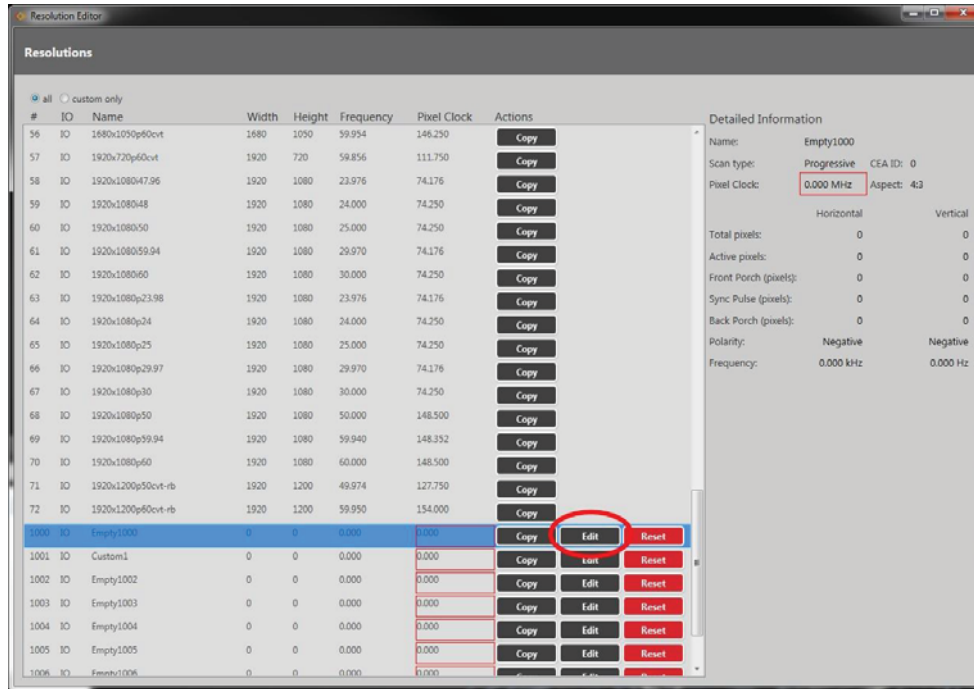 Resolution Editor
Resolutions
all custom only
# IO Name Width Height Frequency Pixel Clock Actions
56 IO 1680x1050p60cvt 1680 1050 59.954 146.250 Copy
57 IO 1920x720p60cvt 1920 720 59.856 111.750 Copy
58 IO 1920x1080i47.96 1920 1080 23.976 74.176 Copy
59 IO 1920x1080i48 1920 1080 24.000 74.250 Copy
60 IO 1920x1080i50 1920 1080 25.000 74.250 Copy
61 IO 1920x1080i59.94 1920 1080 29.970 74.176 Copy
62 IO 1920x1080i60 1920 1080 30.000 74.250 Copy
63 IO 1920x1080p23.98 1920 1080 23.976 74.176 Copy
64 IO 1920x1080p24 1920 1080 24.000 74.250 Copy
65 IO 1920x1080p25 1920 1080 25.000 74.250 Copy
66 IO 1920x1080p29.97 1920 1080 29.970 74.176 Copy
67 IO 1920x1080p30 1920 1080 30.000 74.250 Copy
68 IO 1920x1080p50 1920 1080 50.000 148.500 Copy
69 IO 1920x1080p59.94 1920 1080 59.940 148.352 Copy
70 IO 1920x1080p60 1920 1080 60.000 148.500 Copy
71 IO 1920x1200p50cvt-rb 1920 1200 49.974 127.750 Copy
72 IO 1920x1200p60cvt-rb 1920 1200 59.950 154.000 Copy
1000 IO Empty1000 0 0 0.000 0.000 Copy Edit Reset
1001 IO Custom1 0 0 0.000 0.000 Copy Edit Reset
1002 IO Empty1002 0 0 0.000 0.000 Copy Edit Reset
1003 IO Empty1003 0 0 0.000 0.000 Copy Edit Reset
1004 IO Empty1004 0 0 0.000 0.000 Copy Edit Reset
1005 IO Empty1005 0 0 0.000 0.000 Copy Edit Reset
1006 IO Empty1006 0 0 0.000 0.000
Detailed Information
Name: Empty1000
Scan type: Progressive CEA ID: 0
Pixel Clock: 0.000 MHz Aspect: 4:3
Horizontal Vertical
Total pixels: 0 0
Active pixels: 0 0
Front Porch (pixels): 0 0
Sync Pulse (pixels): 0 0
Back Porch (pixels): 0 0
Polarity: Negative Negative
Frequency: 0.000 kHz 0.000 Hz